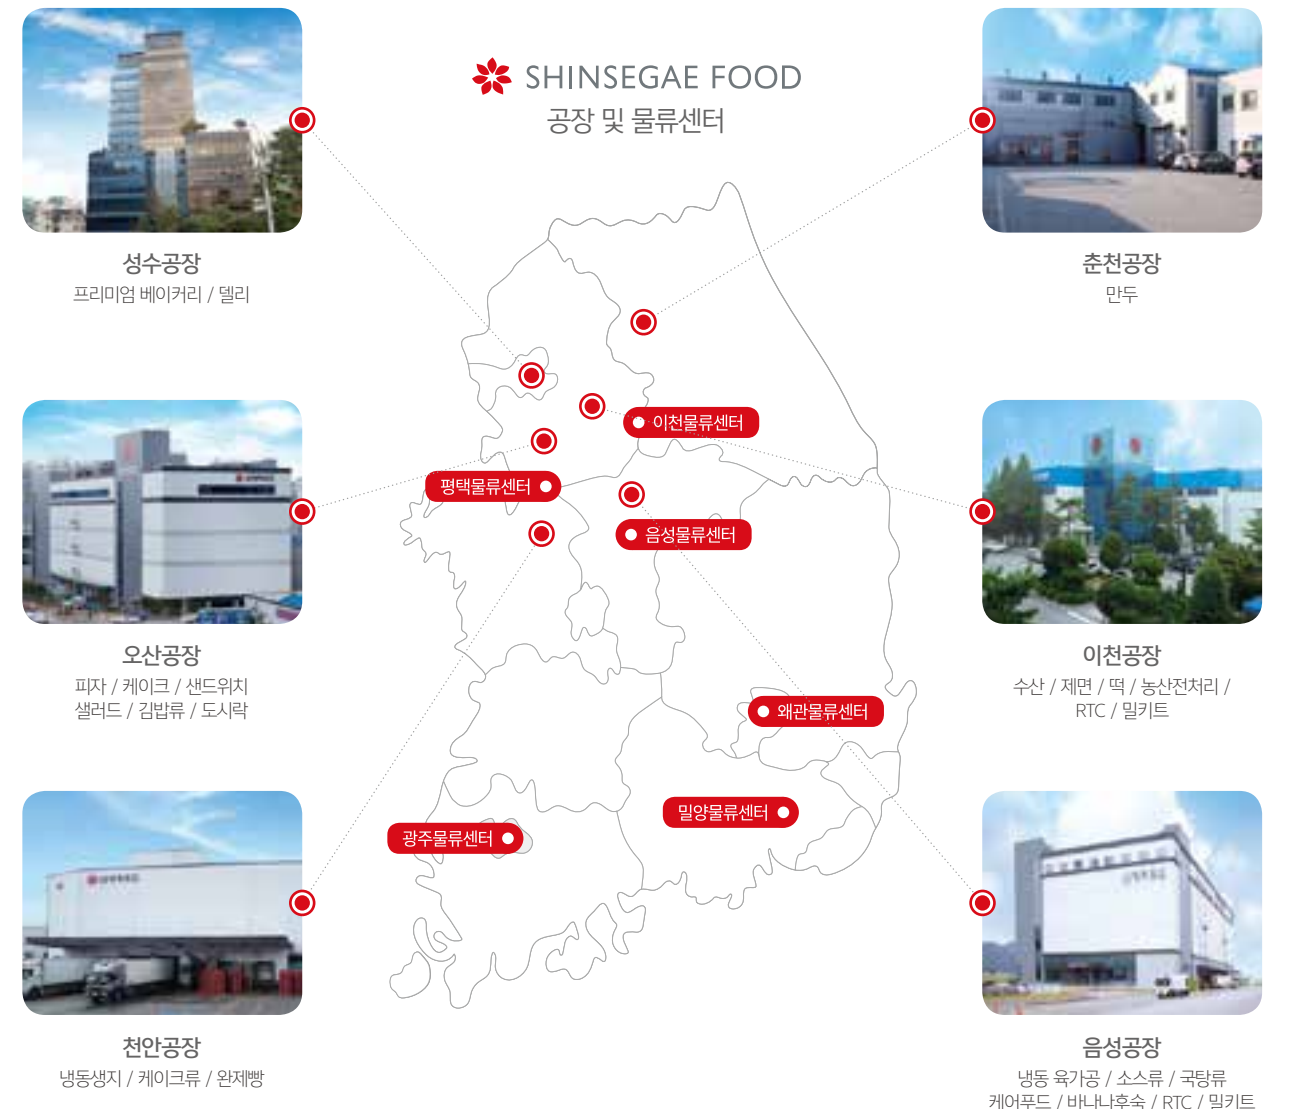 SHINSEGAE FOOD
공장 및 물류센터
성수공장
프리미엄 베이커리 / 델리
춘천공장
만두
이천물류센터
평택물류센터
음성물류센터
오산공장
피자 / 케이크 / 샌드위치
샐러드 / 김밥류 / 도시락
이천공장
수산 / 제면 / 떡 / 농산전처리 /
RTC / 밀키트
왜관물류센터
밀양물류센터
광주물류센터
천안공장
냉동생지 / 케이크류 / 완제빵
음성공장
냉동 육가공 / 소스류 / 국탕류
케어푸드 / 바나나후숙 / RTC / 밀키트